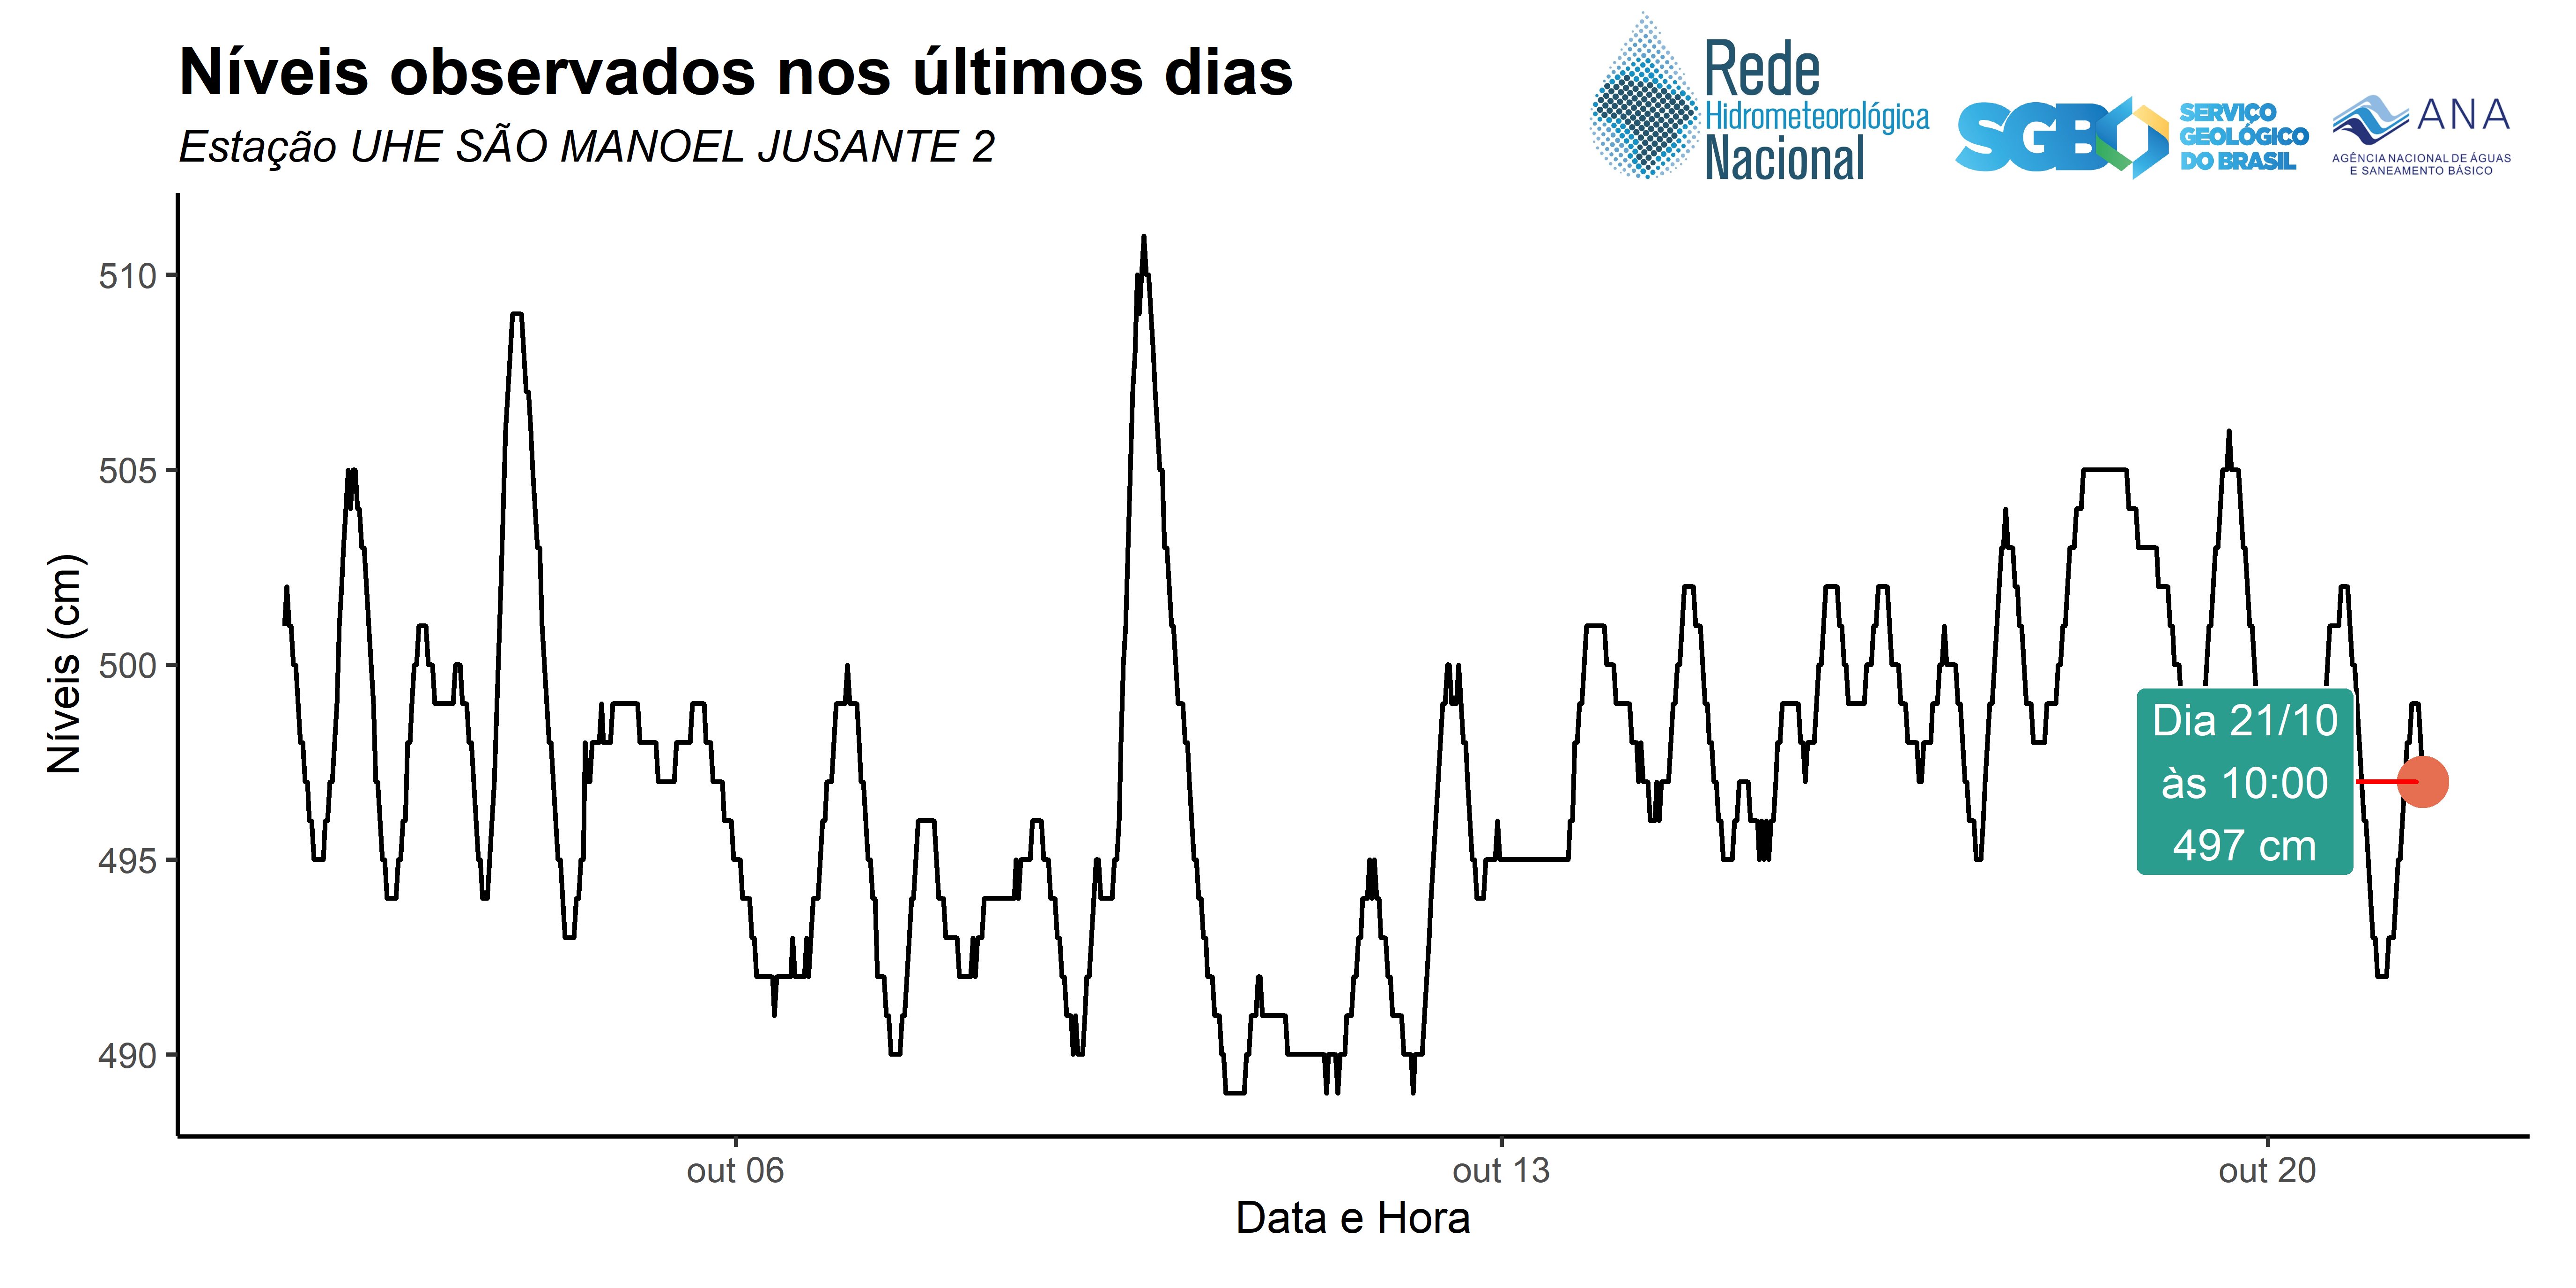 Níveis observados nos últimos dias
Estação UHE SÃO MANOEL JUSANTE 2
Rede
Hidrometeorológica
Nacional
SGB
SERVIÇO
GEOLÓGICO
DO BRASIL
ANA
AGÊNCIA NACIONAL DE ÁGUAS
E SANEAMENTO BÁSICO
Níveis (cm)
510
505
500
495
490
Dia 21/10
às 10:00
497 cm
out 06
out 13
out 20
Data e Hora